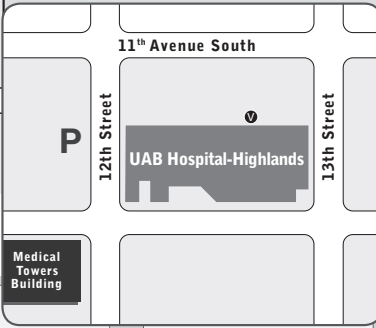 11th Avenue South
V
P
12th Street
UAB Hospital-Highlands
13th Street
Medical
Towers
Building